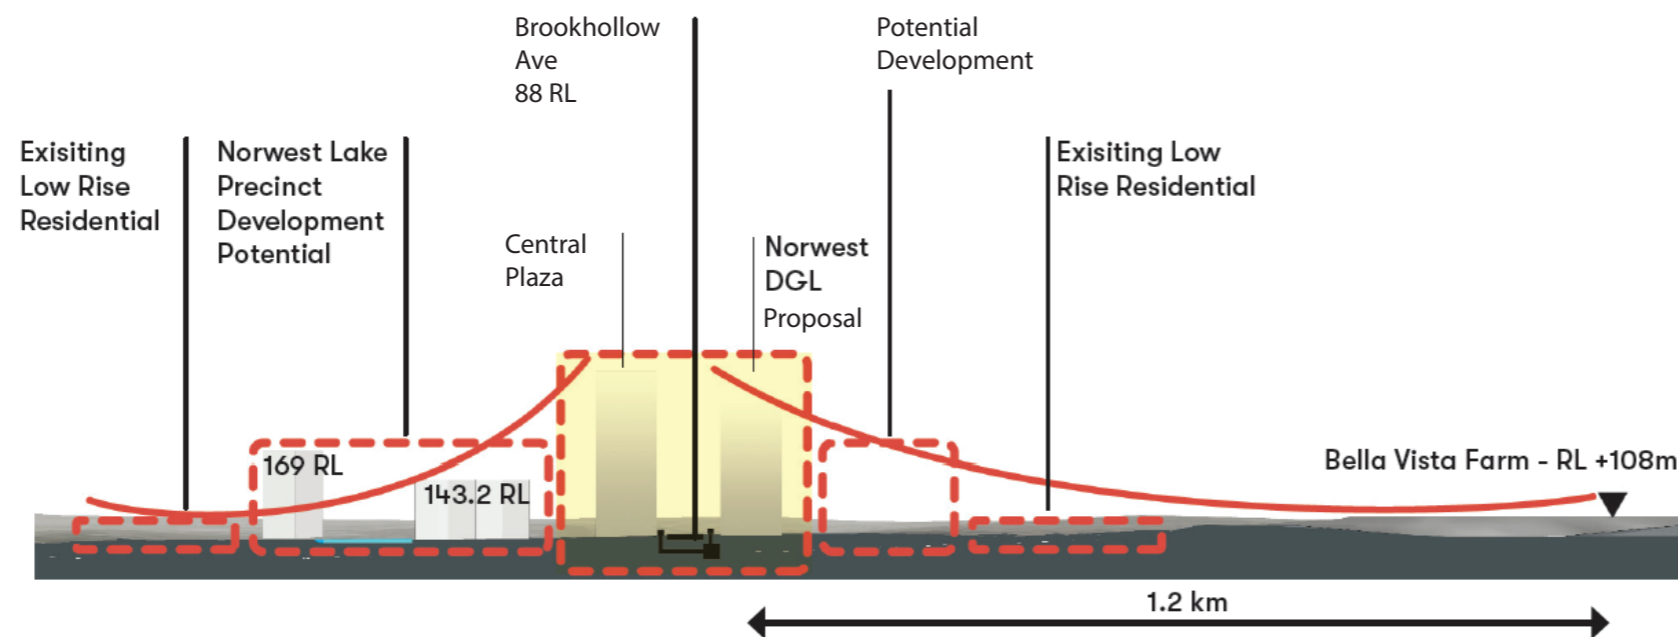 Brookhollow
Ave
88 RL
Potential
Development
Exisiting
Low Rise
Residential
Norwest Lake
Precinct
Development
Potential
Exisiting Low
Rise Residential
Central
Plaza
Norwest
DGL
Proposal
169 RL
143.2 RL
Bella Vista Farm - RL +108m
1.2 km